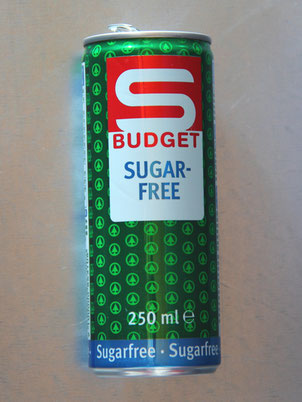 S
BUDGET
SUGAR-
FREE
250 ml ℮
Sugarfree · Sugarfree